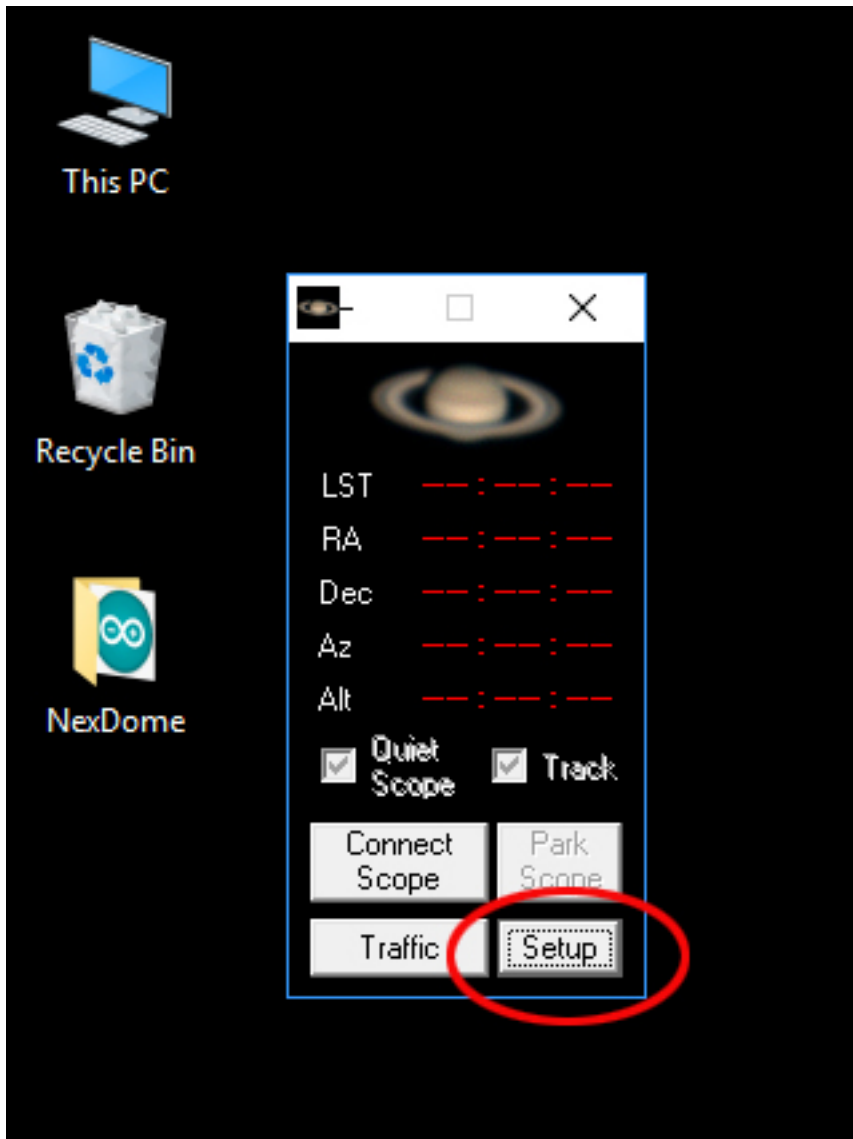 This PC
Recycle Bin
NexDome
LST --:--:--
RA --:--:--
Dec --:--:--
Az --:--:--
Alt --:--:--
Quiet
Scope
Track
Connect
Scope
Park
Scope
Traffic
Setup